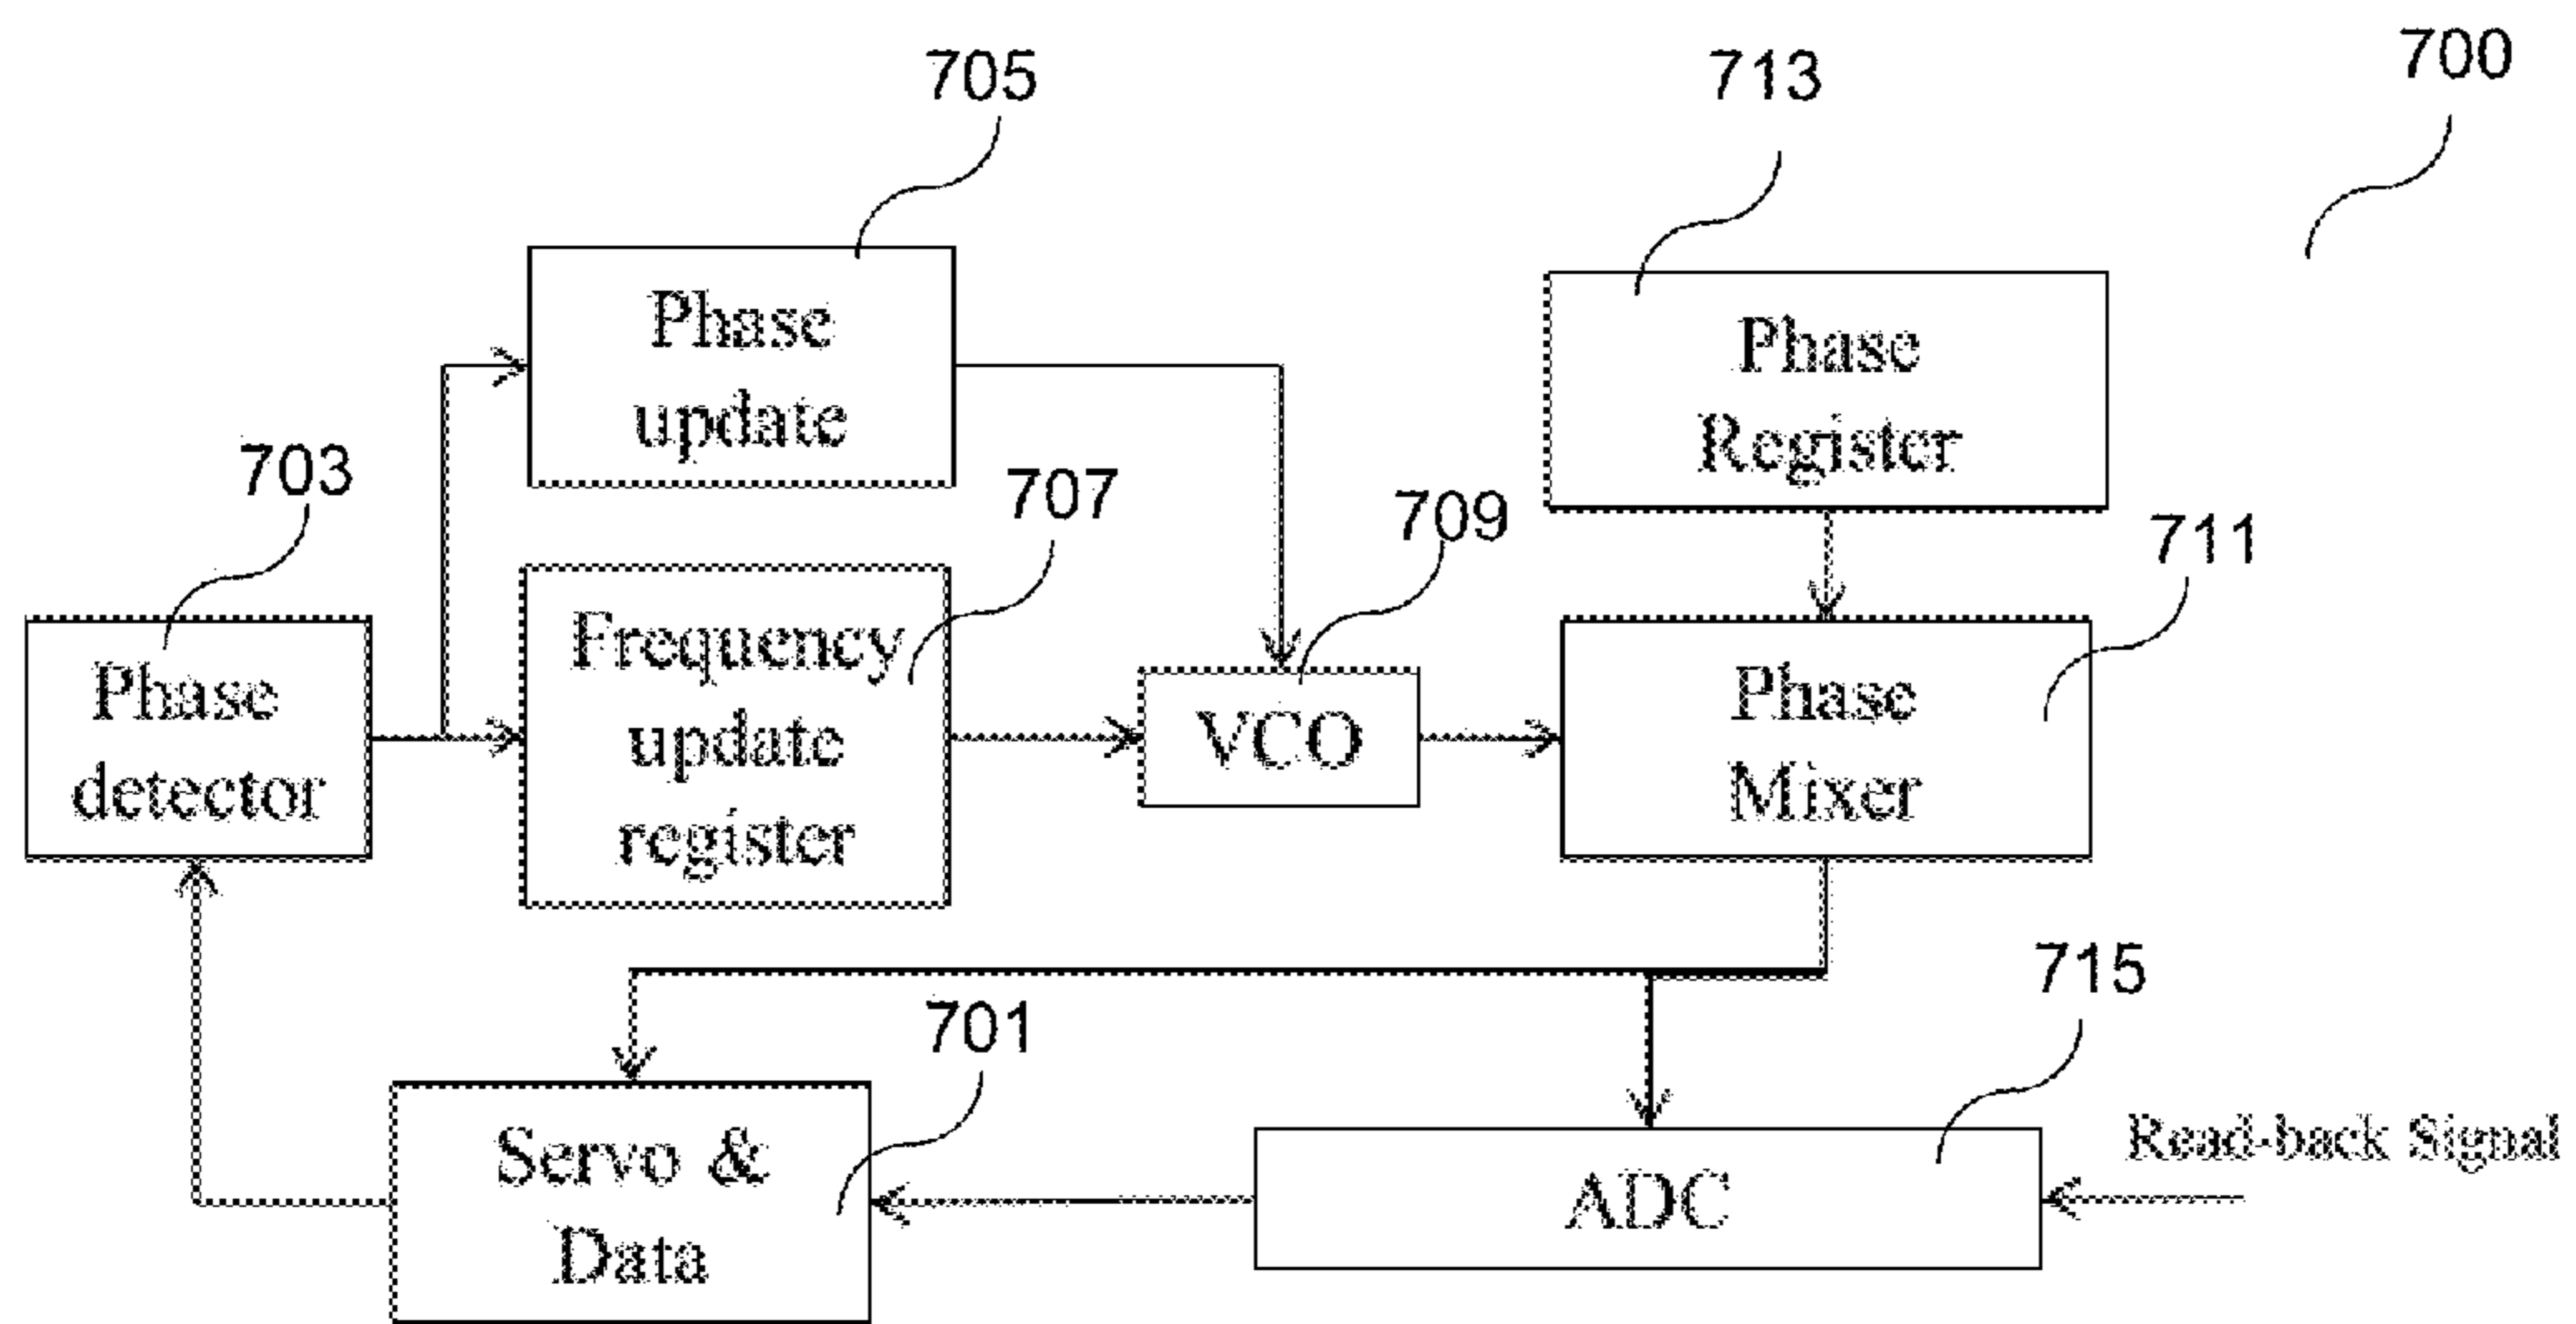 705
713
700
Phase
update
Phase
Register
703
707
709
711
Phase
detector
Frequency
update
register
VCO
Phase
Mixer
701
715
Servo &
Data
ADC
Read-back Signal